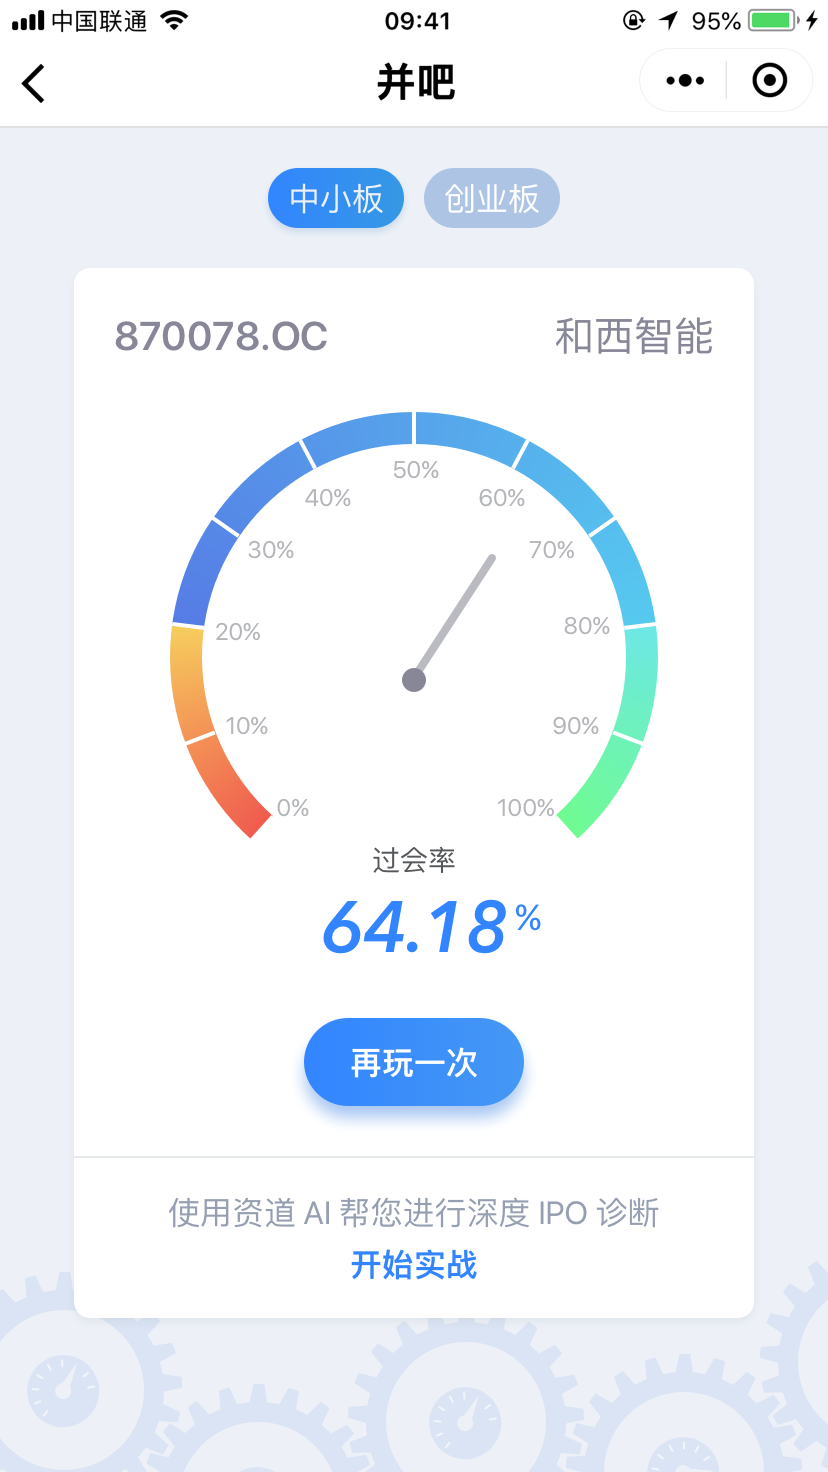 中国联通 09:41 95%
并吧
中小板 创业板
870078.OC 和西智能
50%
40% 60%
30% 70%
20% 80%
10% 90%
0% 100%
过会率
64.18%
再玩一次
使用资道 AI 帮您进行深度 IPO 诊断
开始实战